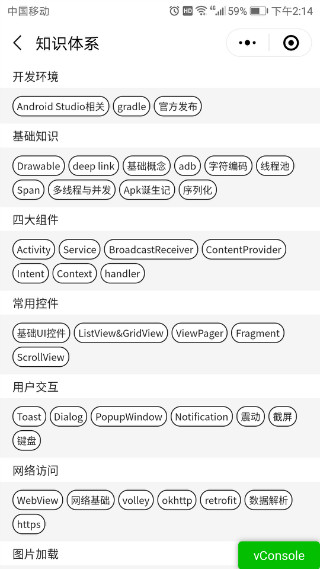 中国移动 HD 59% 下午2:14
知识体系
开发环境
Android Studio相关 gradle 官方发布
基础知识
Drawable deep link 基础概念 adb 字符编码 线程池
Span 多线程与并发 Apk诞生记 序列化
四大组件
Activity Service BroadcastReceiver ContentProvider
Intent Context handler
常用控件
基础UI控件 ListView&GridView ViewPager Fragment
ScrollView
用户交互
Toast Dialog PopupWindow Notification 震动 截屏
键盘
网络访问
WebView 网络基础 volley okhttp retrofit 数据解析
https
图片加载
vConsole